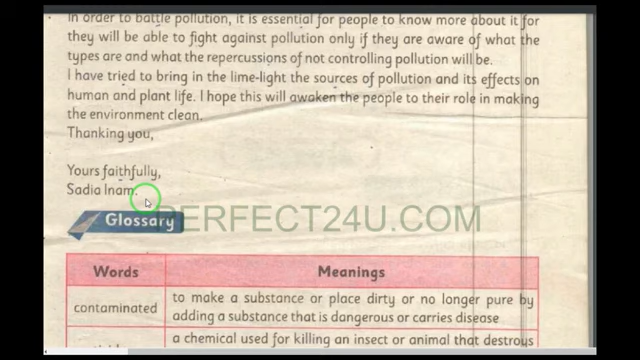 In order to battle pollution, it is essential for people to know more about it for
they will be able to fight against pollution only if they are aware of what the
types are and what the repercussions of not controlling pollution will be.
I have tried to bring in the lime-light the sources of pollution and its effects on
human and plant life. I hope this will awaken the people to their role in making
the environment clean.
Thanking you,
Yours faithfully,
Sadia Inam.
PERFECT24U.COM
Glossary
Words Meanings
contaminated to make a substance or place dirty or no longer pure by
adding a substance that is dangerous or carries disease
a chemical used for killing an insect or animal that destroys